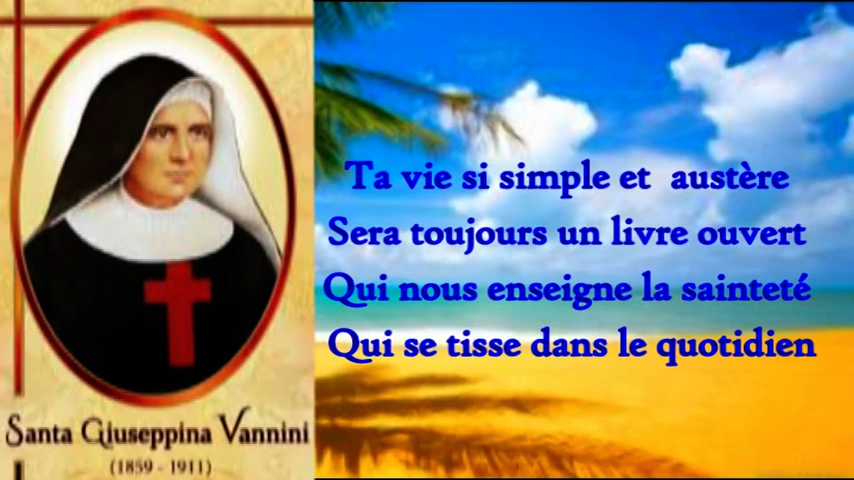 Santa Giuseppina Vannini
(1859 - 1911)
Ta vie si simple et austère
Sera toujours un livre ouvert
Qui nous enseigne la sainteté
Qui se tisse dans le quotidien